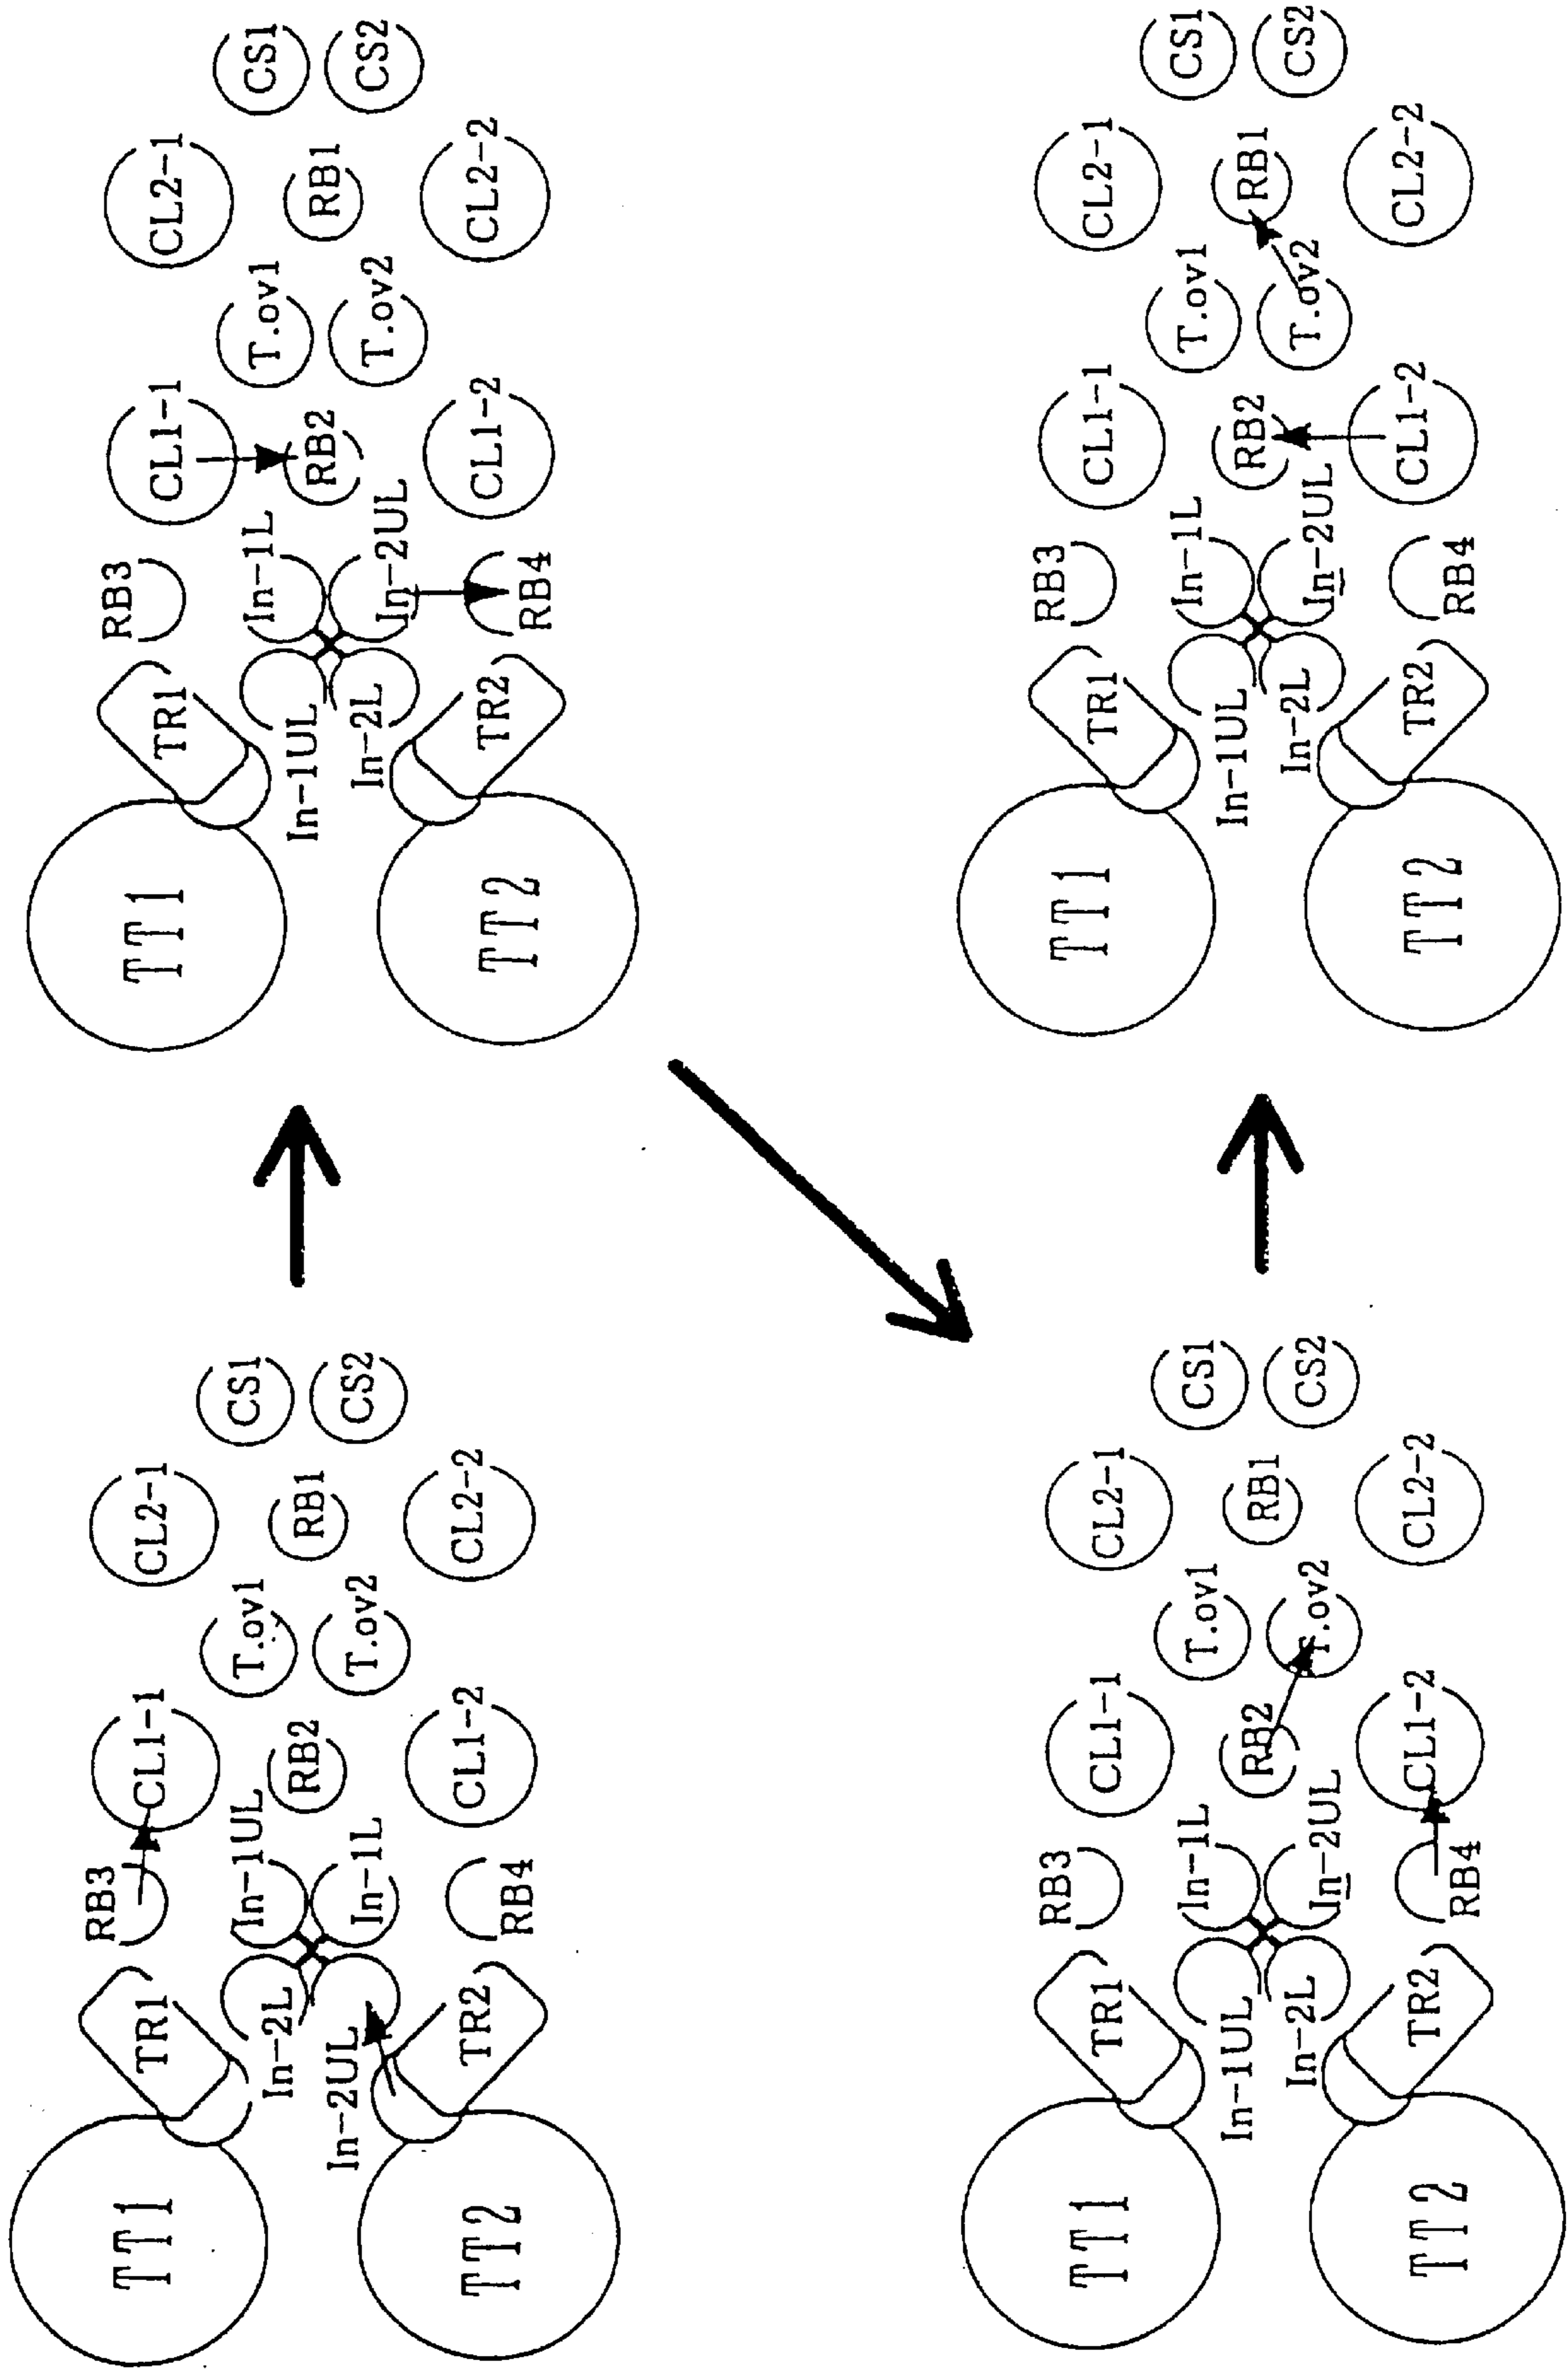 TT1
TR1
RB3
CL1-1
CL2-1
In-2L
In-1UL
T.ov1
CS1
RB2
RB1
In-2UL
In-1L
T.ov2
CS2
TT2
TR2
RB4
CL1-2
CL2-2
TT1
TR1
RB3
CL1-1
CL2-1
In-1UL
In-1L
T.ov1
CS1
RB2
RB1
In-2L
In-2UL
T.ov2
CS2
TT2
TR2
RB4
CL1-2
CL2-2
TT1
TR1
RB3
CL1-1
CL2-1
In-1UL
In-1L
T.ov1
CS1
RB2
RB1
In-2L
In-2UL
T.ov2
CS2
TT2
TR2
RB4
CL1-2
CL2-2
TT1
TR1
RB3
CL1-1
CL2-1
In-1UL
In-1L
T.ov1
CS1
RB2
RB1
In-2L
In-2UL
T.ov2
CS2
TT2
TR2
RB4
CL1-2
CL2-2